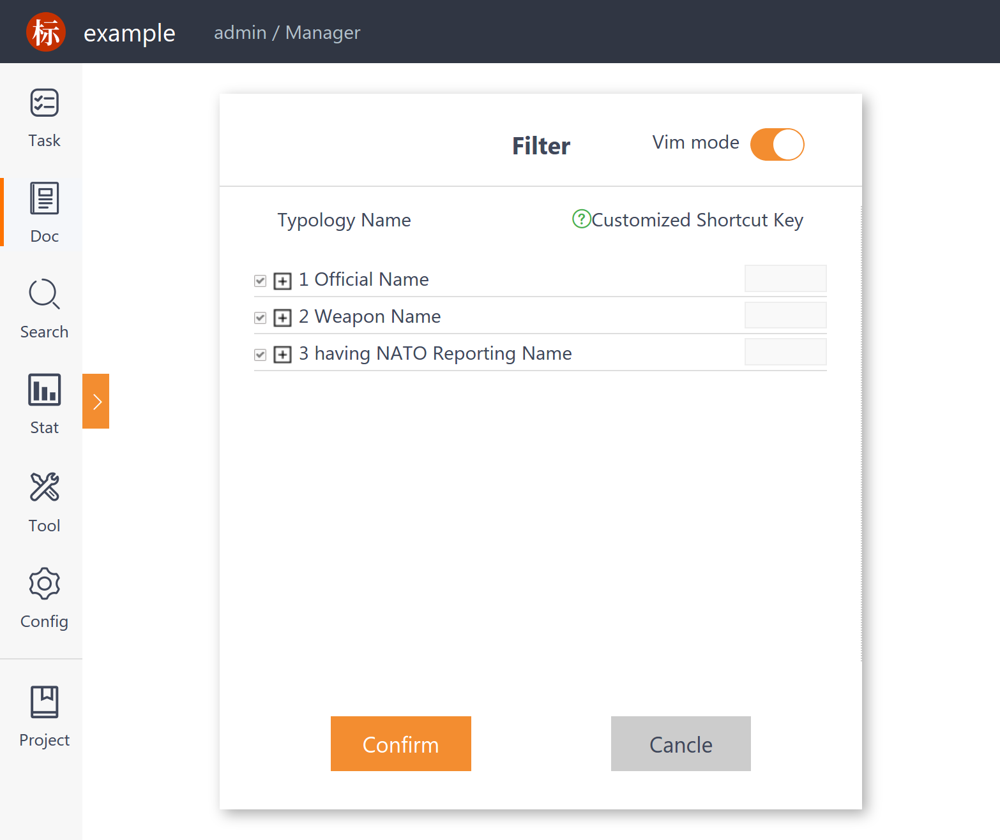 标 example admin / Manager
Task
Doc
Search
Stat
Tool
Config
Project
Filter Vim mode
Typology Name ?Customized Shortcut Key
1 Official Name
2 Weapon Name
3 having NATO Reporting Name
Confirm Cancle